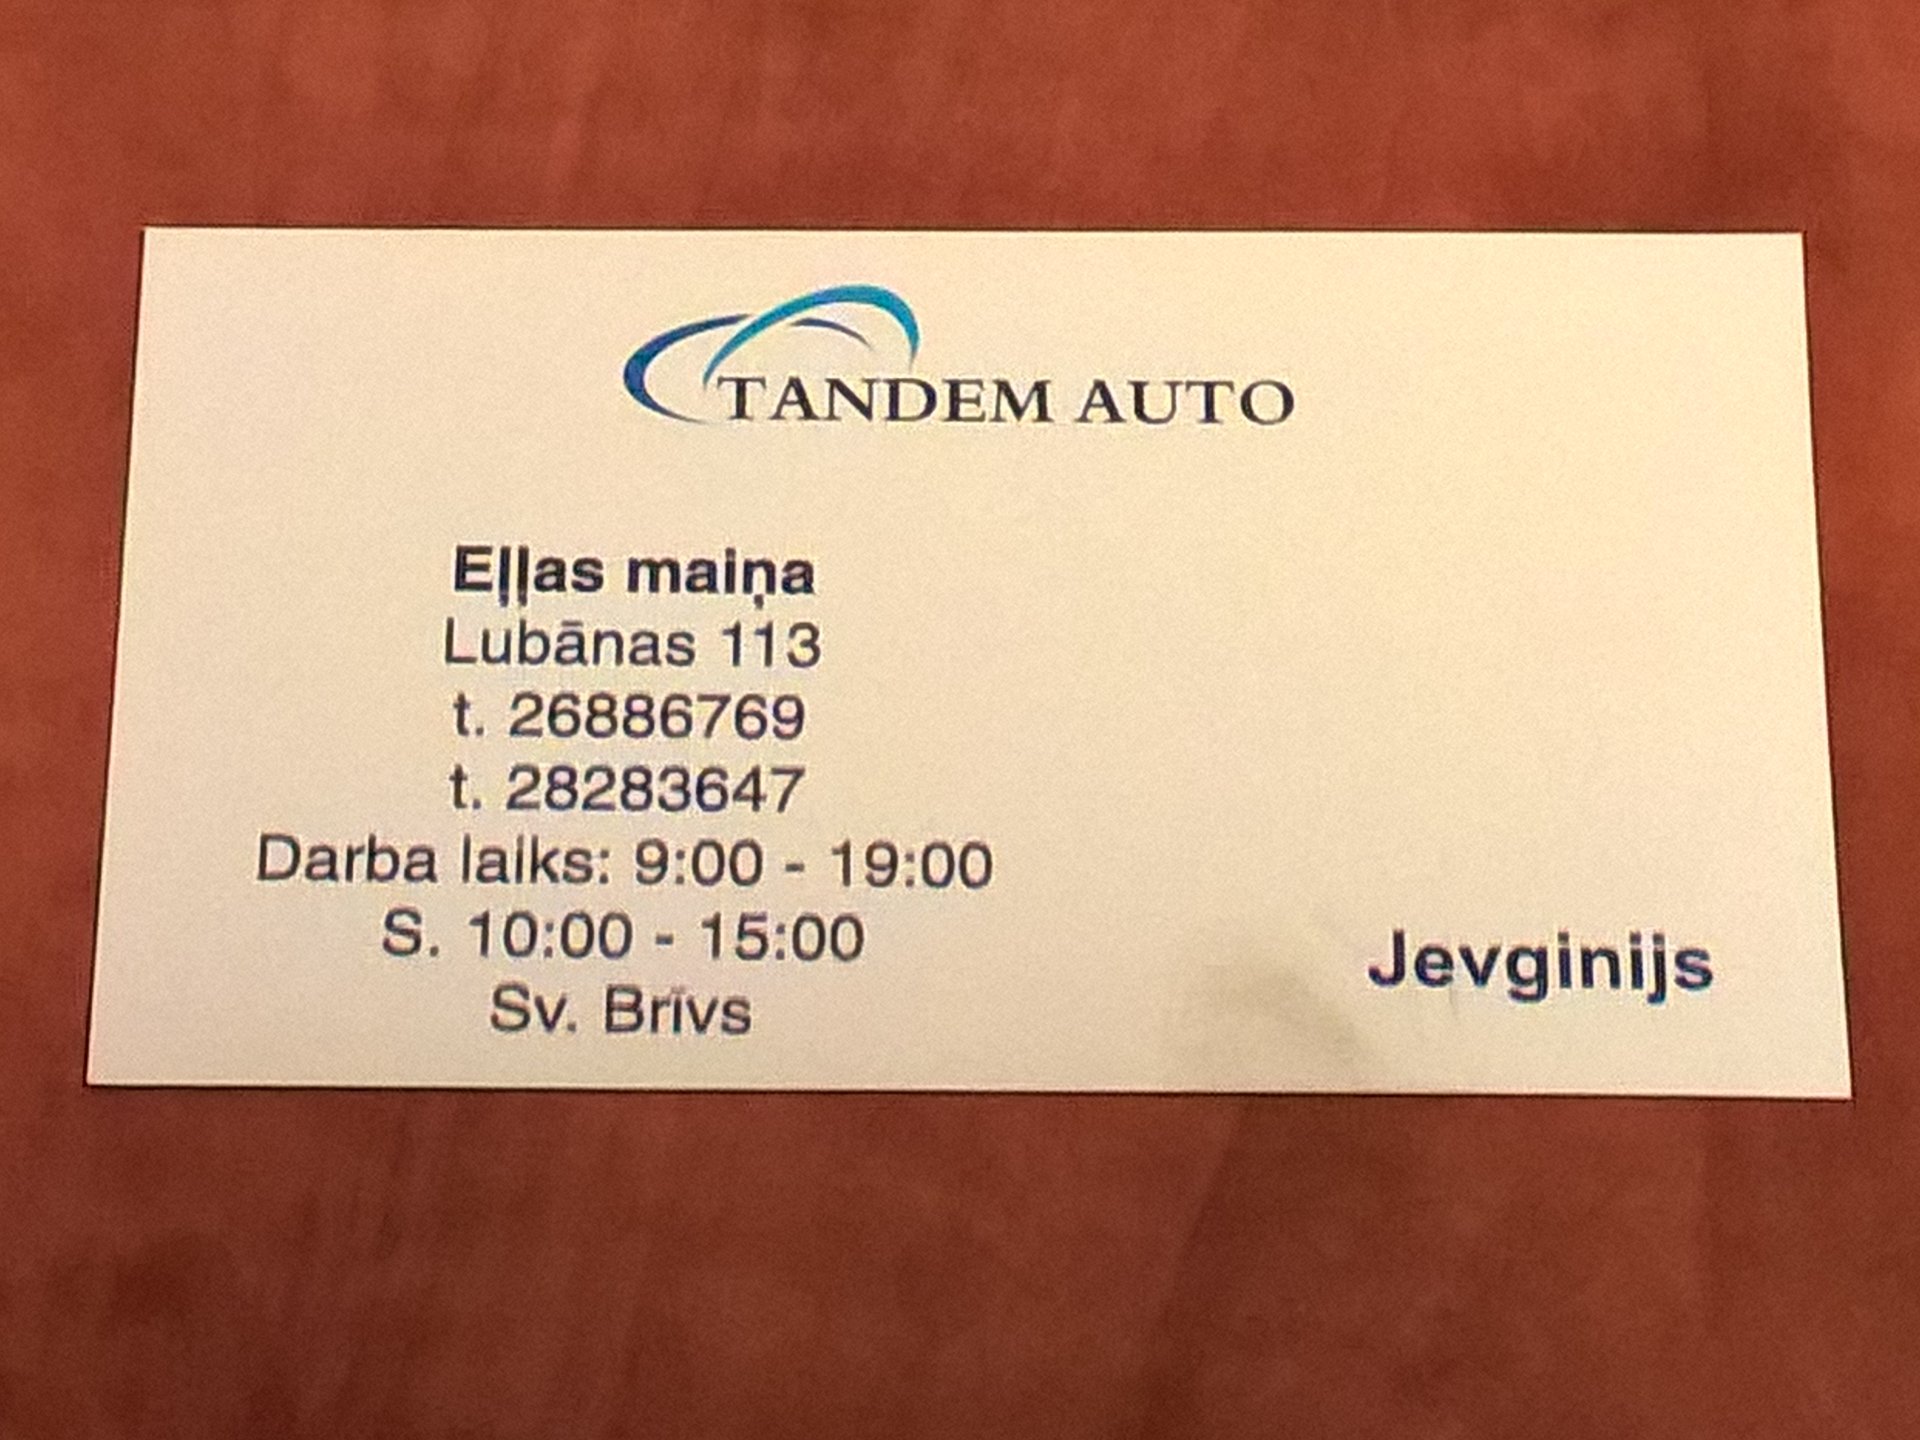 TANDEM AUTO
Eļļas maiņa
Lubānas 113
t. 26886769
t. 28283647
Darba laiks: 9:00 - 19:00
S. 10:00 - 15:00
Sv. Brīvs
Jevginijs